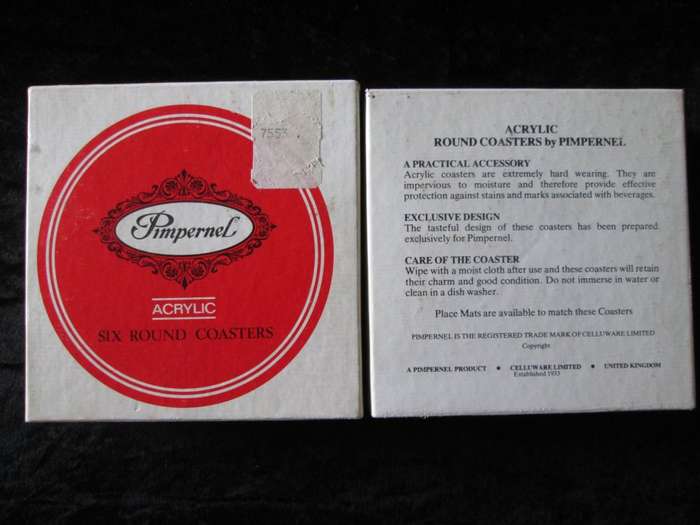 7553
Pimpernel
ACRYLIC
SIX ROUND COASTERS
ACRYLIC
ROUND COASTERS by PIMPERNEL
A PRACTICAL ACCESSORY
Acrylic coasters are extremely hard wearing. They are
impervious to moisture and therefore provide effective
protection against stains and marks associated with beverages.
EXCLUSIVE DESIGN
The tasteful design of these coasters has been prepared
exclusively for Pimpernel.
CARE OF THE COASTER
Wipe with a moist cloth after use and these coasters will retain
their charm and good condition. Do not immerse in water or
clean in a dish washer.
Place Mats are available to match these Coasters
PIMPERNEL IS THE REGISTERED TRADE MARK OF CELLUWARE LIMITED
Copyright
A PIMPERNEL PRODUCT • CELLUWARE LIMITED • UNITED KINGDOM
Established 1933